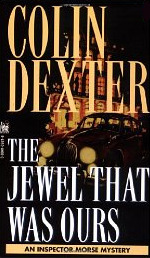 COLIN
DEXTER
THE
JEWEL THAT
WAS OURS
AN INSPECTOR MORSE MYSTERY